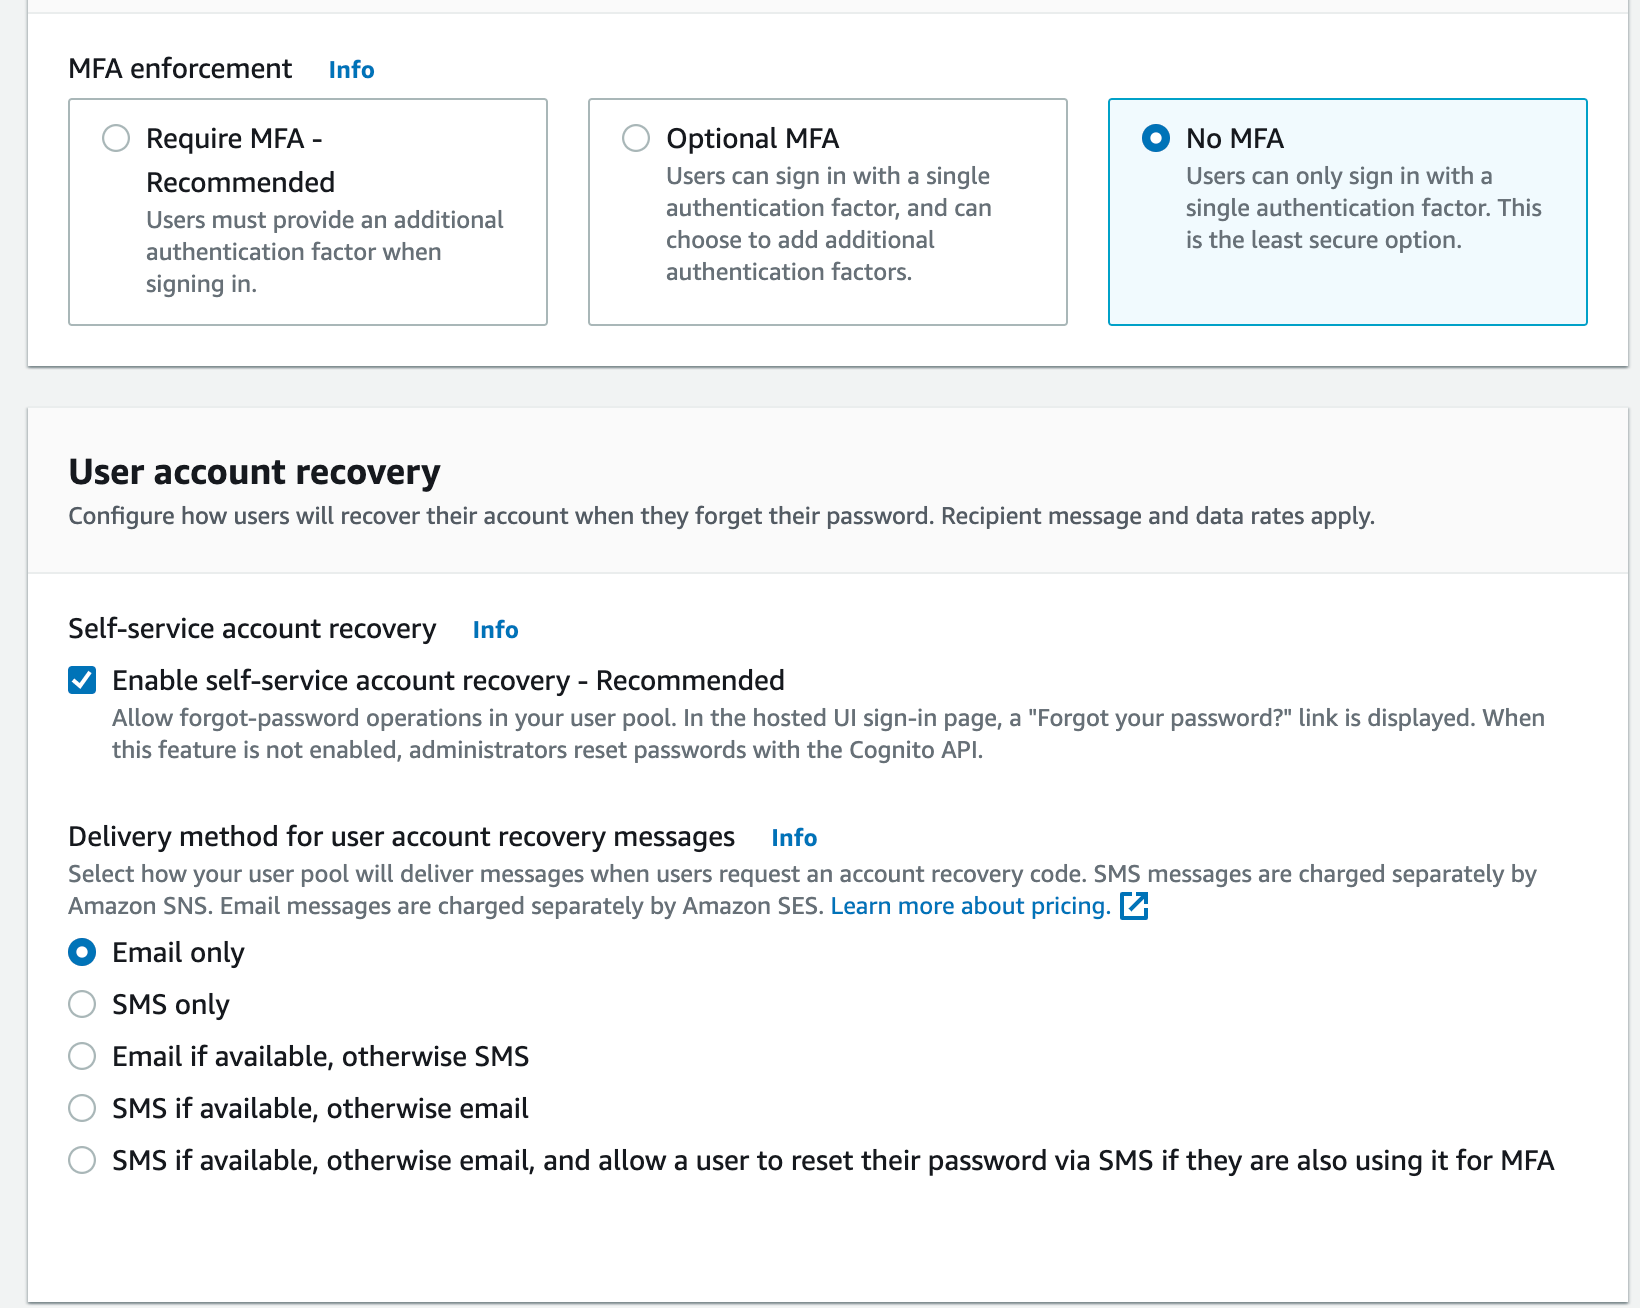 MFA enforcement Info
Require MFA -
Recommended
Users must provide an additional
authentication factor when
signing in.
Optional MFA
Users can sign in with a single
authentication factor, and can
choose to add additional
authentication factors.
No MFA
Users can only sign in with a
single authentication factor. This
is the least secure option.
User account recovery
Configure how users will recover their account when they forget their password. Recipient message and data rates apply.
Self-service account recovery Info
Enable self-service account recovery - Recommended
Allow forgot-password operations in your user pool. In the hosted UI sign-in page, a "Forgot your password?" link is displayed. When
this feature is not enabled, administrators reset passwords with the Cognito API.
Delivery method for user account recovery messages Info
Select how your user pool will deliver messages when users request an account recovery code. SMS messages are charged separately by
Amazon SNS. Email messages are charged separately by Amazon SES. Learn more about pricing.
Email only
SMS only
Email if available, otherwise SMS
SMS if available, otherwise email
SMS if available, otherwise email, and allow a user to reset their password via SMS if they are also using it for MFA